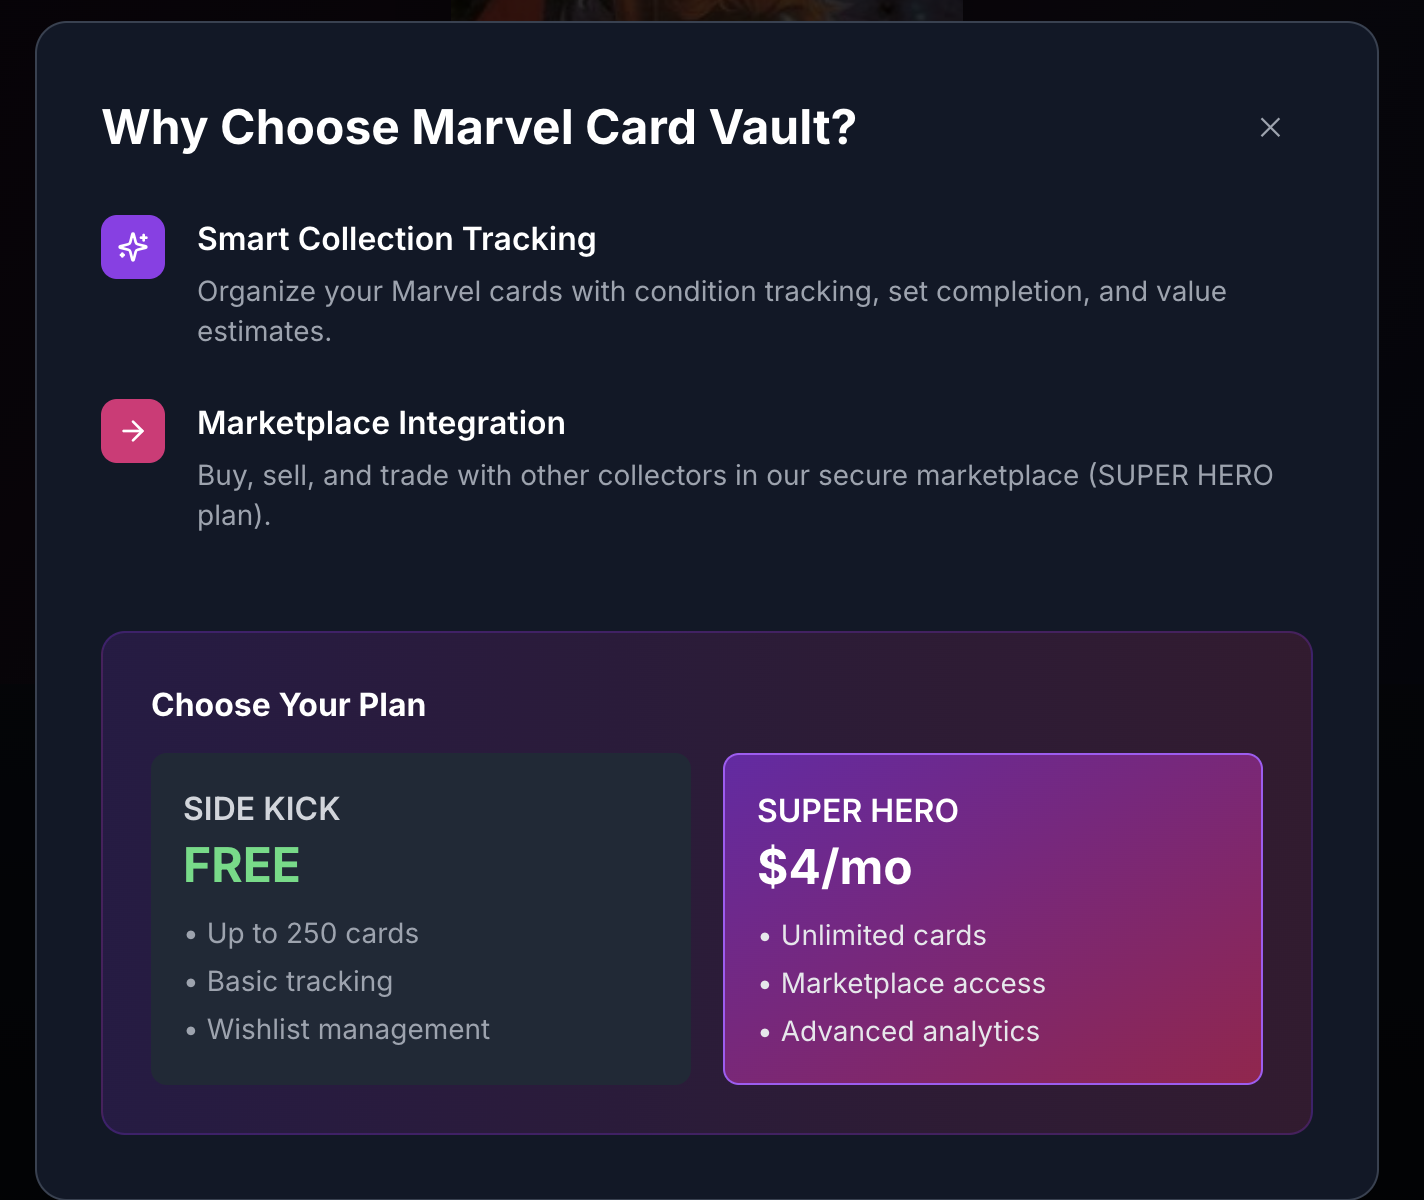 Why Choose Marvel Card Vault?
Smart Collection Tracking
Organize your Marvel cards with condition tracking, set completion, and value
estimates.
Marketplace Integration
Buy, sell, and trade with other collectors in our secure marketplace (SUPER HERO
plan).
Choose Your Plan
SIDE KICK
FREE
• Up to 250 cards
• Basic tracking
• Wishlist management
SUPER HERO
$4/mo
• Unlimited cards
• Marketplace access
• Advanced analytics